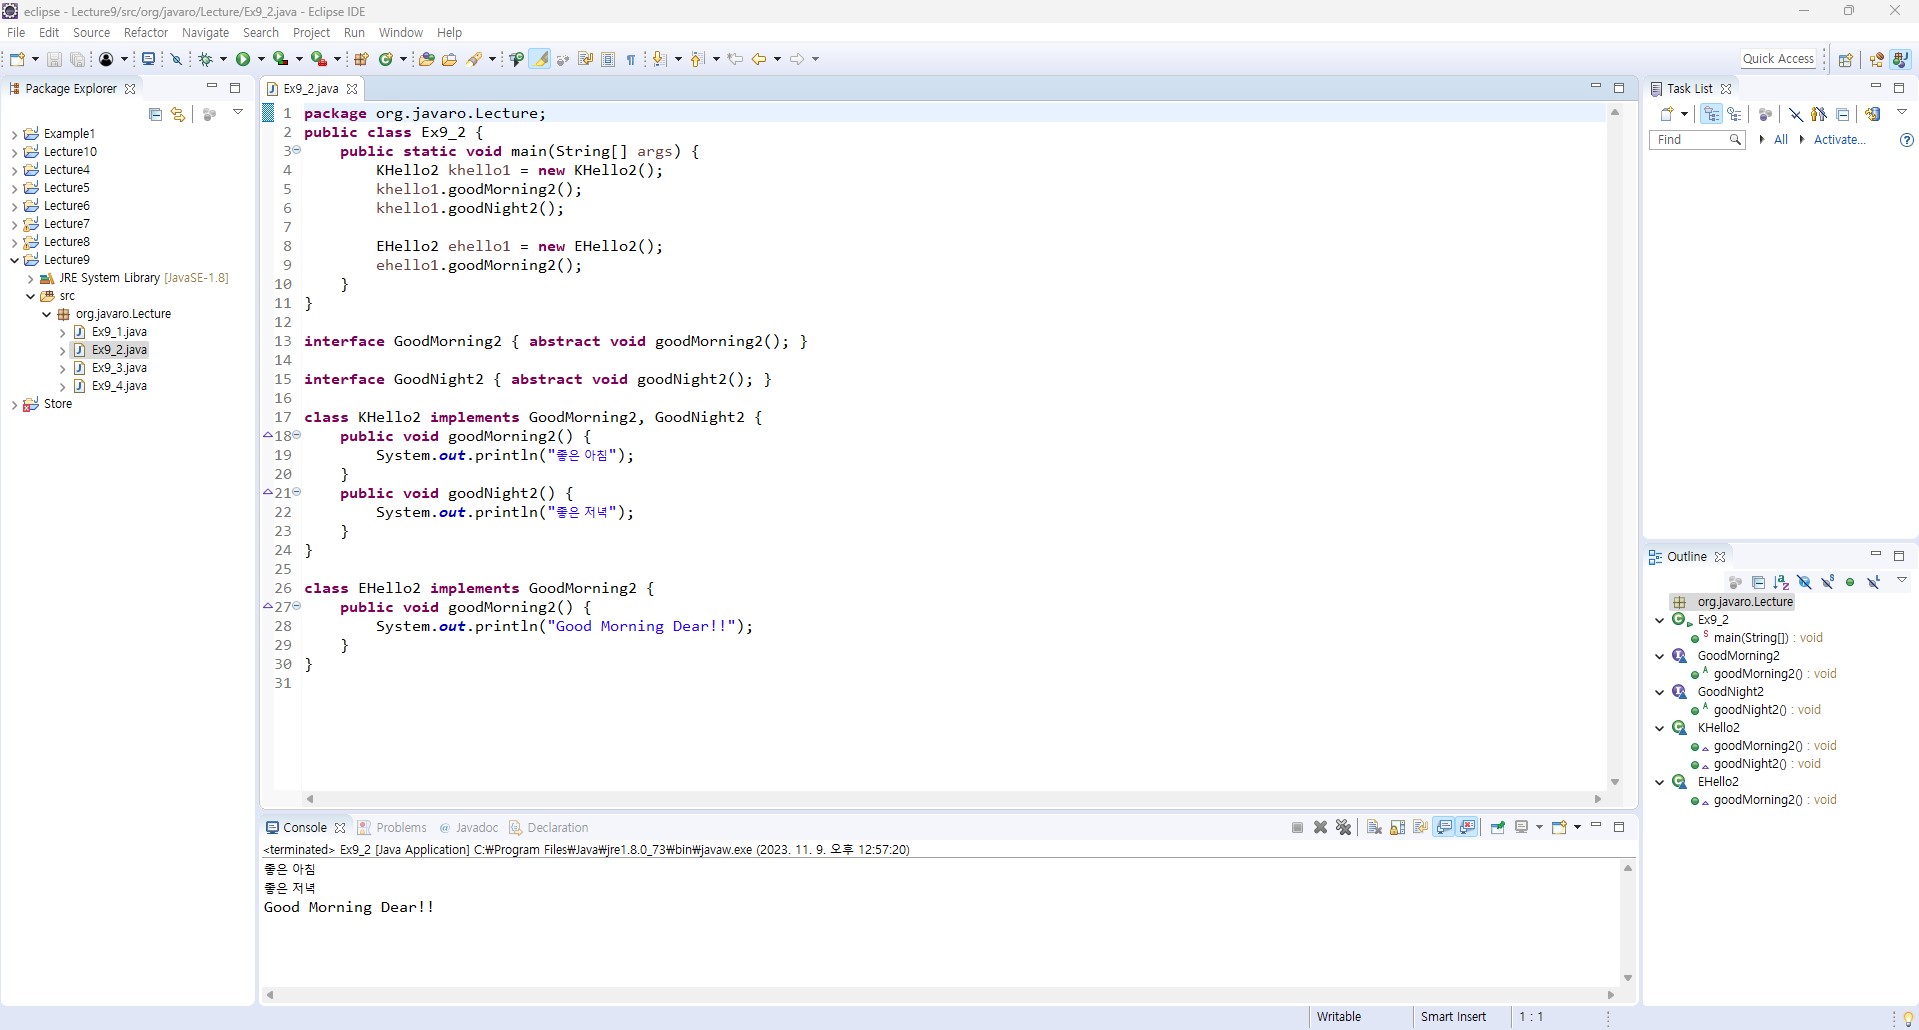 eclipse - Lecture9/src/org/javaro/Lecture/Ex9_2.java - Eclipse IDE
File Edit Source Refactor Navigate Search Project Run Window Help
Quick Access
Package Explorer
Example1
Lecture10
Lecture4
Lecture5
Lecture6
Lecture7
Lecture8
Lecture9
JRE System Library [JavaSE-1.8]
src
org.javaro.Lecture
Ex9_1.java
Ex9_2.java
Ex9_3.java
Ex9_4.java
Store
Ex9_2.java
1 package org.javaro.Lecture;
2 public class Ex9_2 {
3     public static void main(String[] args) {
4         KHello2 khello1 = new KHello2();
5         khello1.goodMorning2();
6         khello1.goodNight2();
7
8         EHello2 ehello1 = new EHello2();
9         ehello1.goodMorning2();
10     }
11 }
12
13 interface GoodMorning2 { abstract void goodMorning2(); }
14
15 interface GoodNight2 { abstract void goodNight2(); }
16
17 class KHello2 implements GoodMorning2, GoodNight2 {
18     public void goodMorning2() {
19         System.out.println("좋은 아침");
20     }
21     public void goodNight2() {
22         System.out.println("좋은 저녁");
23     }
24 }
25
26 class EHello2 implements GoodMorning2 {
27     public void goodMorning2() {
28         System.out.println("Good Morning Dear!!");
29     }
30 }
31
Console Problems @ Javadoc Declaration
<terminated> Ex9_2 [Java Application] C:₩Program Files₩Java₩jre1.8.0_73₩bin₩javaw.exe (2023. 11. 9. 오후 12:57:20)
좋은 아침
좋은 저녁
Good Morning Dear!!
Task List
Find All Activate...
Outline
org.javaro.Lecture
Ex9_2
main(String[]) : void
GoodMorning2
goodMorning2() : void
GoodNight2
goodNight2() : void
KHello2
goodMorning2() : void
goodNight2() : void
EHello2
goodMorning2() : void
Writable Smart Insert 1 : 1